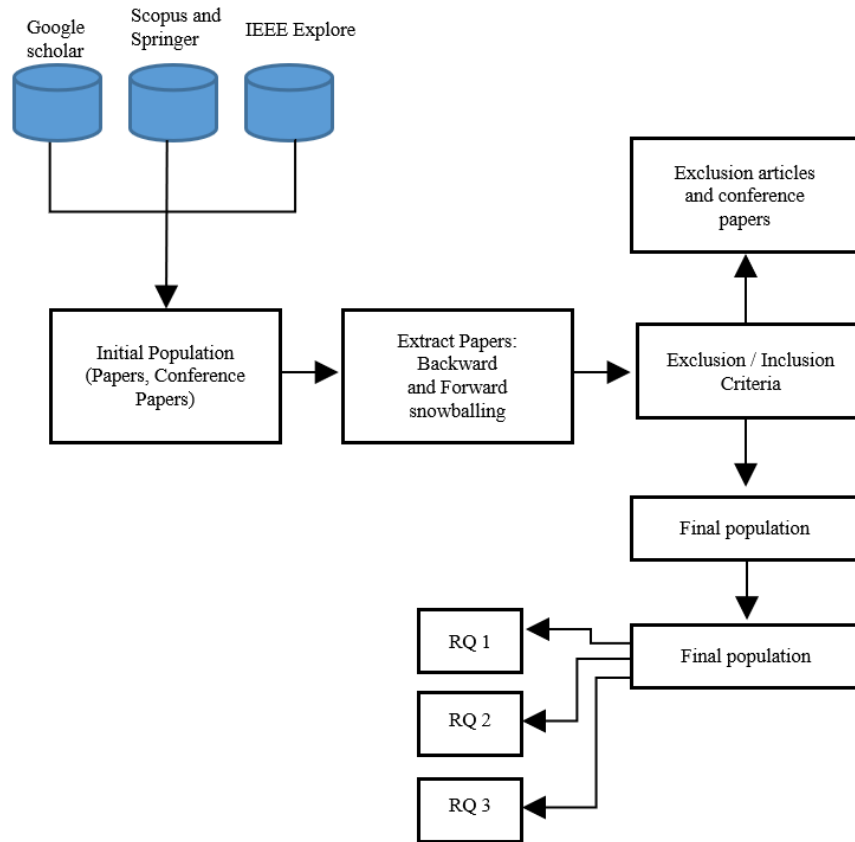 Google
scholar
Scopus and
Springer
IEEE Explore
Exclusion articles
and conference
papers
Initial Population
(Papers, Conference
Papers)
Extract Papers:
Backward
and Forward
snowballing
Exclusion / Inclusion
Criteria
Final population
Final population
RQ 1
RQ 2
RQ 3